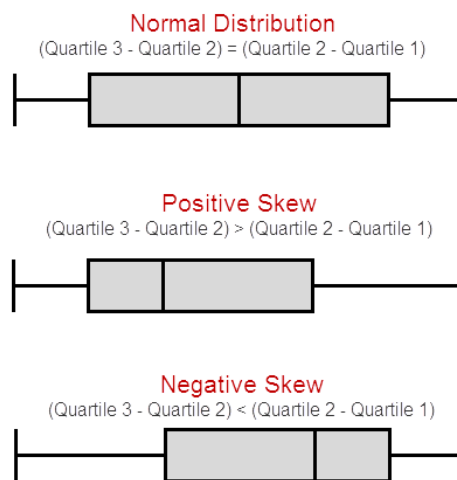 Normal Distribution
(Quartile 3 - Quartile 2) = (Quartile 2 - Quartile 1)
Positive Skew
(Quartile 3 - Quartile 2) > (Quartile 2 - Quartile 1)
Negative Skew
(Quartile 3 - Quartile 2) < (Quartile 2 - Quartile 1)